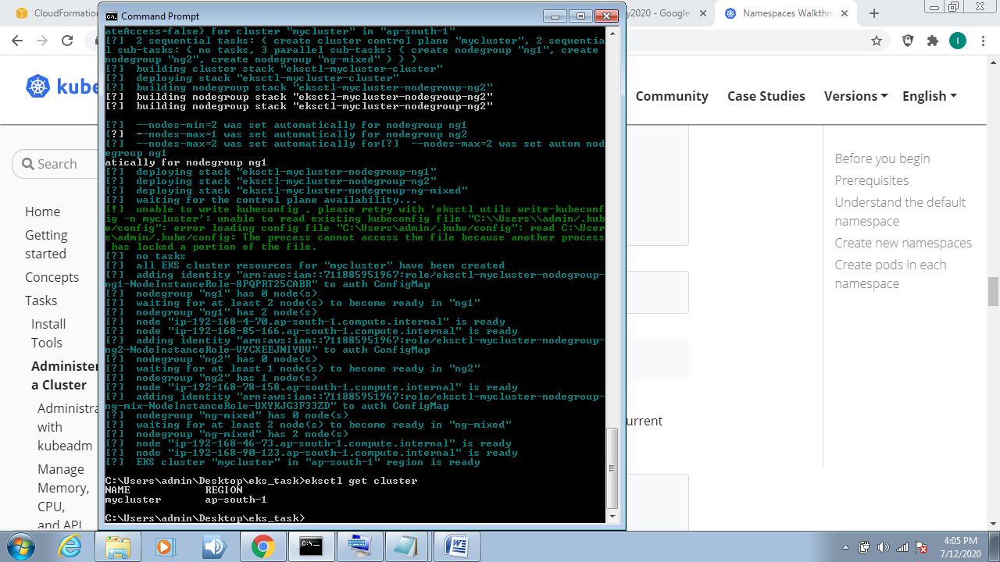 CloudFormation
Command Prompt
y2020 - Google
Namespaces Walkthro
I
kube
Community
Case Studies
Versions
English
Search
Home
Getting
started
Concepts
Tasks
Install
Tools
Administer
a Cluster
Administra
with
kubeadm
Manage
Memory,
CPU,
and API
ateAccess=false} for cluster "mycluster" in "ap-south-1"
[?]  2 sequential tasks: { create cluster control plane "mycluster", 2 sequentia
l sub-tasks: { no tasks, 3 parallel sub-tasks: { create nodegroup "ng1", create
nodegroup "ng2", create nodegroup "ng-mixed" } } }
[?]  building cluster stack "eksctl-mycluster-cluster"
[?]  deploying stack "eksctl-mycluster-cluster"
[?]  building nodegroup stack "eksctl-mycluster-nodegroup-ng2"
[?]  building nodegroup stack "eksctl-mycluster-nodegroup-ng2"
[?]  building nodegroup stack "eksctl-mycluster-nodegroup-ng2"
[?]  --nodes-min=2 was set automatically for nodegroup ng1
[?]  --nodes-max=1 was set automatically for nodegroup ng2
[?]  --nodes-max=2 was set automatically for[?]  --nodes-max=2 was set autom nod
egroup ng1
atically for nodegroup ng1
[?]  deploying stack "eksctl-mycluster-nodegroup-ng1"
[?]  deploying stack "eksctl-mycluster-nodegroup-ng2"
[?]  deploying stack "eksctl-mycluster-nodegroup-ng-mixed"
[?]  waiting for the control plane availability...
[!]  unable to write kubeconfig , please retry with 'eksctl utils write-kubeconf
ig -n mycluster': unable to read existing kubeconfig file "C:\\Users\\admin/.kub
e/config": error loading config file "C:\Users\admin/.kube/config": read C:\User
s\admin/.kube/config: The process cannot access the file because another process
has locked a portion of the file.
[?]  no tasks
[?]  all EKS cluster resources for "mycluster" have been created
[?]  adding identity "arn:aws:iam::711885951967:role/eksctl-mycluster-nodegroup-
ng1-NodeInstanceRole-8PQPRT25CABR" to auth ConfigMap
[?]  nodegroup "ng1" has 0 node(s)
[?]  waiting for at least 2 node(s) to become ready in "ng1"
[?]  nodegroup "ng1" has 2 node(s)
[?]  node "ip-192-168-4-70.ap-south-1.compute.internal" is ready
[?]  node "ip-192-168-85-166.ap-south-1.compute.internal" is ready
[?]  adding identity "arn:aws:iam::711885951967:role/eksctl-mycluster-nodegroup-
ng2-NodeInstanceRole-VYCXEEJNIYUV" to auth ConfigMap
[?]  nodegroup "ng2" has 0 node(s)
[?]  waiting for at least 1 node(s) to become ready in "ng2"
[?]  nodegroup "ng2" has 1 node(s)
[?]  node "ip-192-168-78-158.ap-south-1.compute.internal" is ready
[?]  adding identity "arn:aws:iam::711885951967:role/eksctl-mycluster-nodegroup-
ng-mix-NodeInstanceRole-UXYKJG3F33ZD" to auth ConfigMap
[?]  nodegroup "ng-mixed" has 0 node(s)
[?]  waiting for at least 2 node(s) to become ready in "ng-mixed"
[?]  nodegroup "ng-mixed" has 2 node(s)
[?]  node "ip-192-168-46-73.ap-south-1.compute.internal" is ready
[?]  node "ip-192-168-90-123.ap-south-1.compute.internal" is ready
[?]  EKS cluster "mycluster" in "ap-south-1" region is ready
C:\Users\admin\Desktop\eks_task>eksctl get cluster
NAME            REGION
mycluster       ap-south-1
C:\Users\admin\Desktop\eks_task>
urrent
Before you begin
Prerequisites
Understand the default
namespace
Create new namespaces
Create pods in each
namespace
4:05 PM
7/12/2020